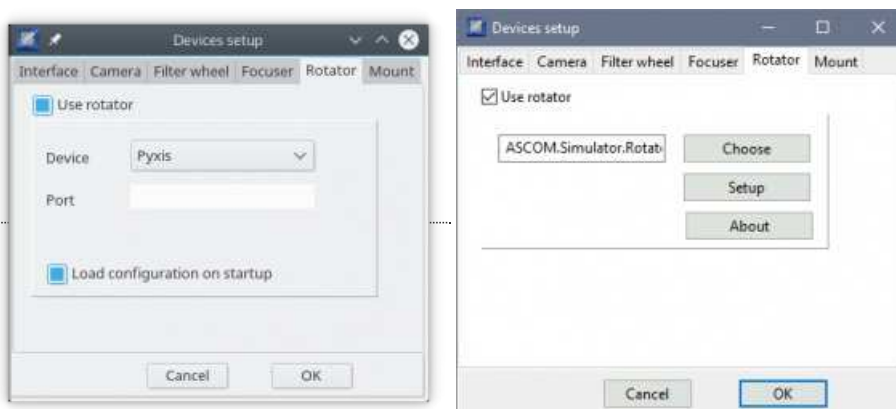 Devices setup
Interface Camera Filter wheel Focuser Rotator Mount
Use rotator
Device Pyxis
Port
Load configuration on startup
Cancel OK
Devices setup
Interface Camera Filter wheel Focuser Rotator Mount
Use rotator
ASCOM.Simulator.Rotat Choose
Setup
About
Cancel OK